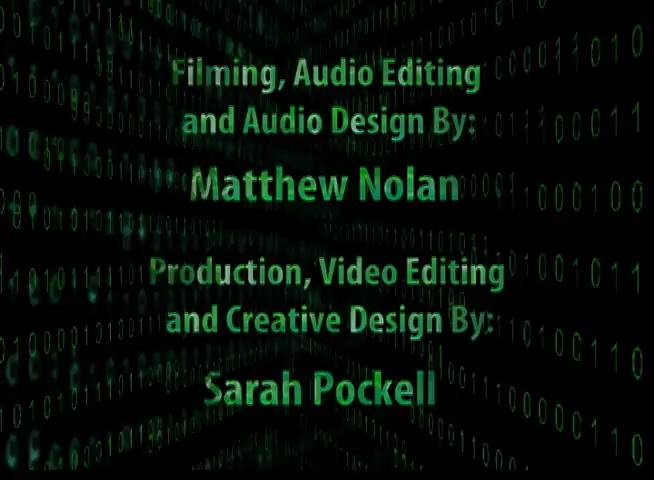 Filming, Audio Editing
and Audio Design By:
Matthew Nolan
Production, Video Editing
and Creative Design By:
Sarah Pockell